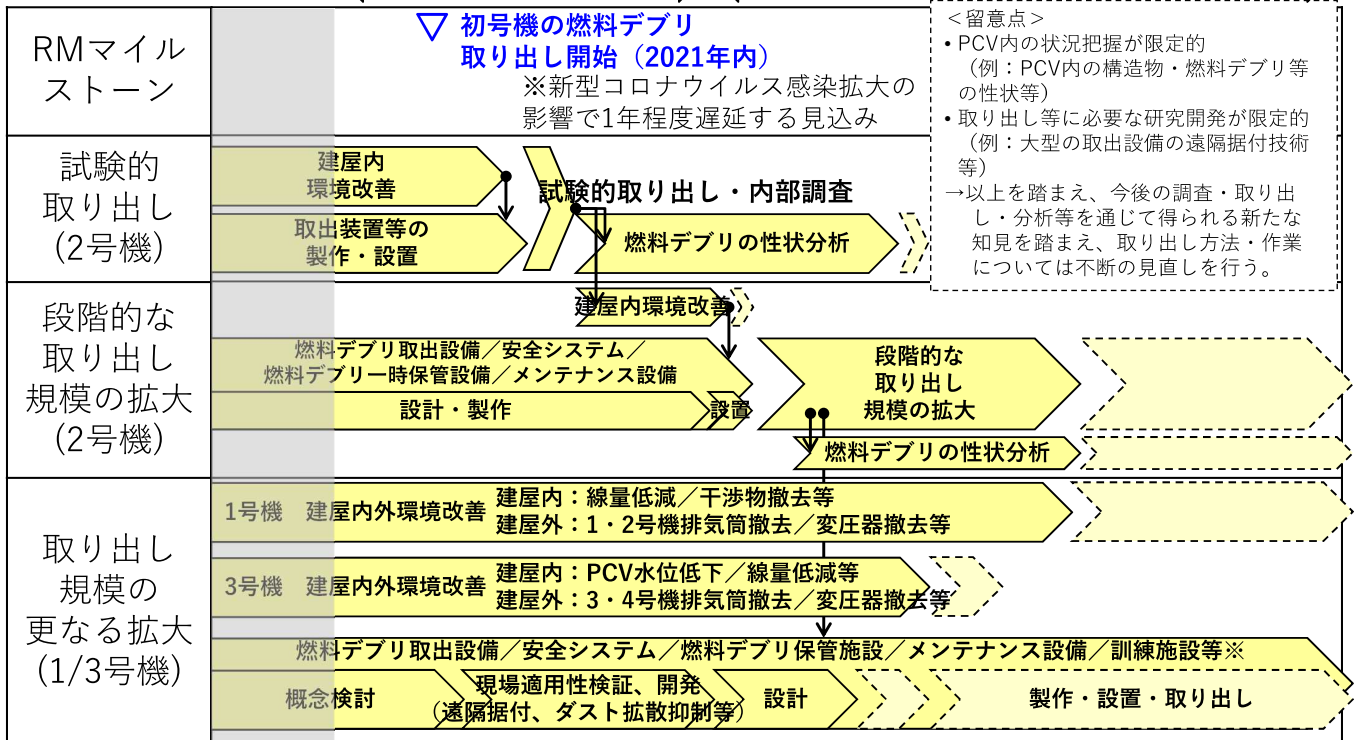 RMマイル
ストーン
▽ 初号機の燃料デブリ
取り出し開始（2021年内）
※新型コロナウイルス感染拡大の
影響で1年程度遅延する見込み
＜留意点＞
• PCV内の状況把握が限定的
（例：PCV内の構造物・燃料デブリ等
の性状等）
• 取り出し等に必要な研究開発が限定的
（例：大型の取出設備の遠隔据付技術
等）
→以上を踏まえ、今後の調査・取り出
し・分析等を通じて得られる新たな
知見を踏まえ、取り出し方法・作業
については不断の見直しを行う。
試験的
取り出し
(2号機)
建屋内
環境改善
取出装置等の
製作・設置
試験的取り出し・内部調査
燃料デブリの性状分析
段階的な
取り出し
規模の拡大
(2号機)
建屋内環境改善
燃料デブリ取出設備／安全システム／
燃料デブリ一時保管設備／メンテナンス設備
設計・製作
設置
段階的な
取り出し
規模の拡大
燃料デブリの性状分析
取り出し
規模の
更なる拡大
(1/3号機)
1号機 建屋内外環境改善
建屋内：線量低減／干渉物撤去等
建屋外：1・2号機排気筒撤去／変圧器撤去等
3号機 建屋内外環境改善
建屋内：PCV水位低下／線量低減等
建屋外：3・4号機排気筒撤去／変圧器撤去等
燃料デブリ取出設備／安全システム／燃料デブリ保管施設／メンテナンス設備／訓練施設等※
概念検討
現場適用性検証、開発
（遠隔据付、ダスト拡散抑制等）
設計
製作・設置・取り出し